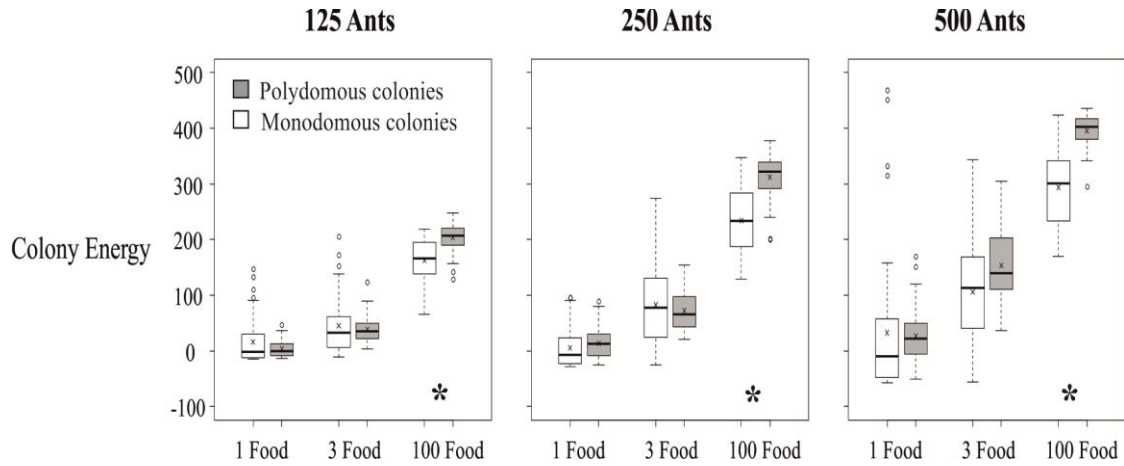 125 Ants 250 Ants 500 Ants
500
400
300
200
100
0
-100
Colony Energy
Polydomous colonies
Monodomous colonies
* * *
1 Food 3 Food 100 Food 1 Food 3 Food 100 Food 1 Food 3 Food 100 Food